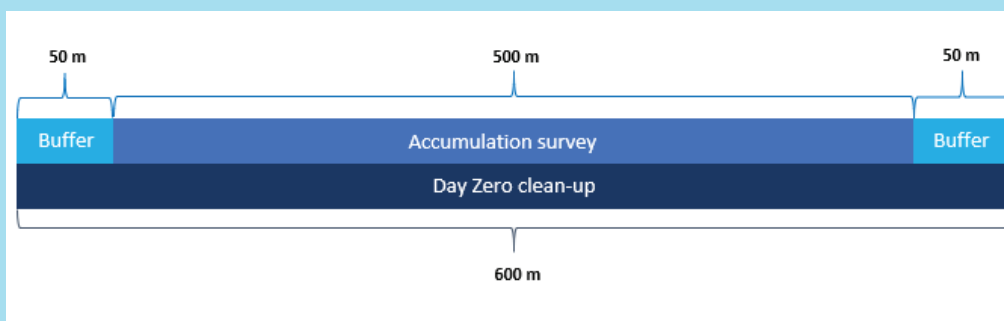 50 m
500 m
50 m
Buffer
Accumulation survey
Buffer
Day Zero clean-up
600 m